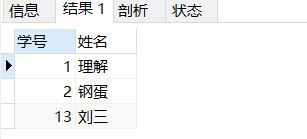 信息 结果 1 剖析 状态
学号 姓名
1 理解
2 钢蛋
13 刘三